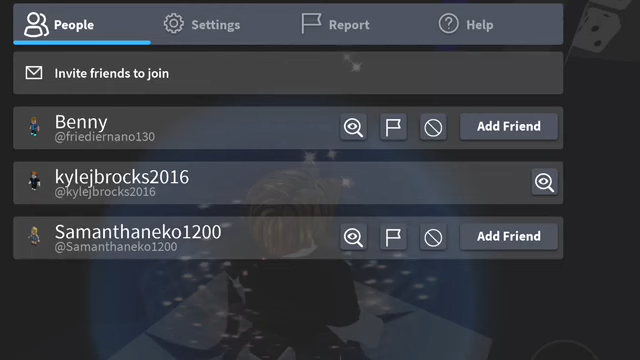 People Settings Report Help
Invite friends to join
Benny
@friediernano130
Add Friend
kylejbrocks2016
@kylejbrocks2016
Samanthaneko1200
@Samanthaneko1200
Add Friend